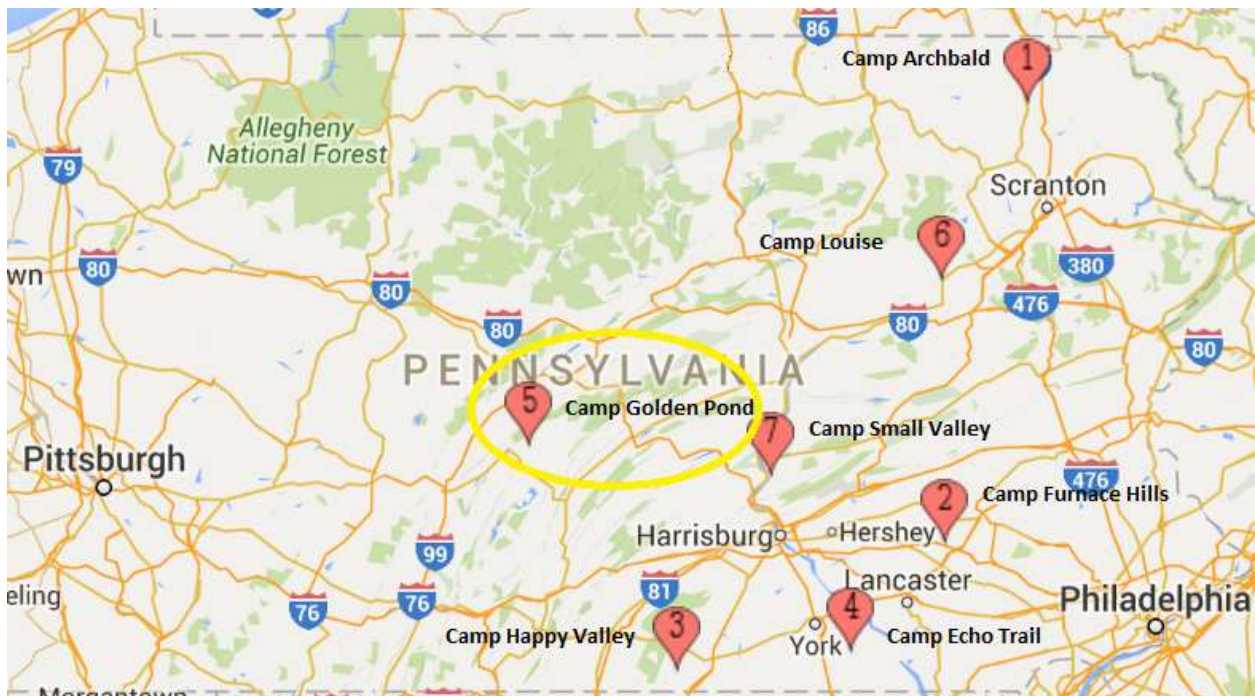 86
Camp Archbald
1
Allegheny
National Forest
79
Scranton
Camp Louise
6
80
380
wn
80
476
80
80
80
PENNSYLVANIA
5
Camp Golden Pond
7
Camp Small Valley
Pittsburgh
476
2
Camp Furnace Hills
Harrisburg
Hershey
99
81
Lancaster
eling
76
76
Philadelphia
Camp Happy Valley
3
4
York
Camp Echo Trail
Morgantown